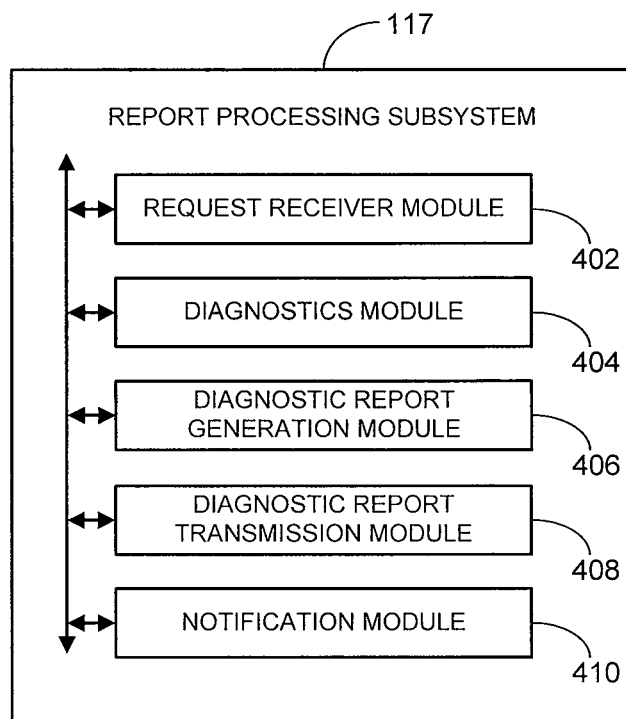 117
REPORT PROCESSING SUBSYSTEM
REQUEST RECEIVER MODULE
402
DIAGNOSTICS MODULE
404
DIAGNOSTIC REPORT
GENERATION MODULE
406
DIAGNOSTIC REPORT
TRANSMISSION MODULE
408
NOTIFICATION MODULE
410